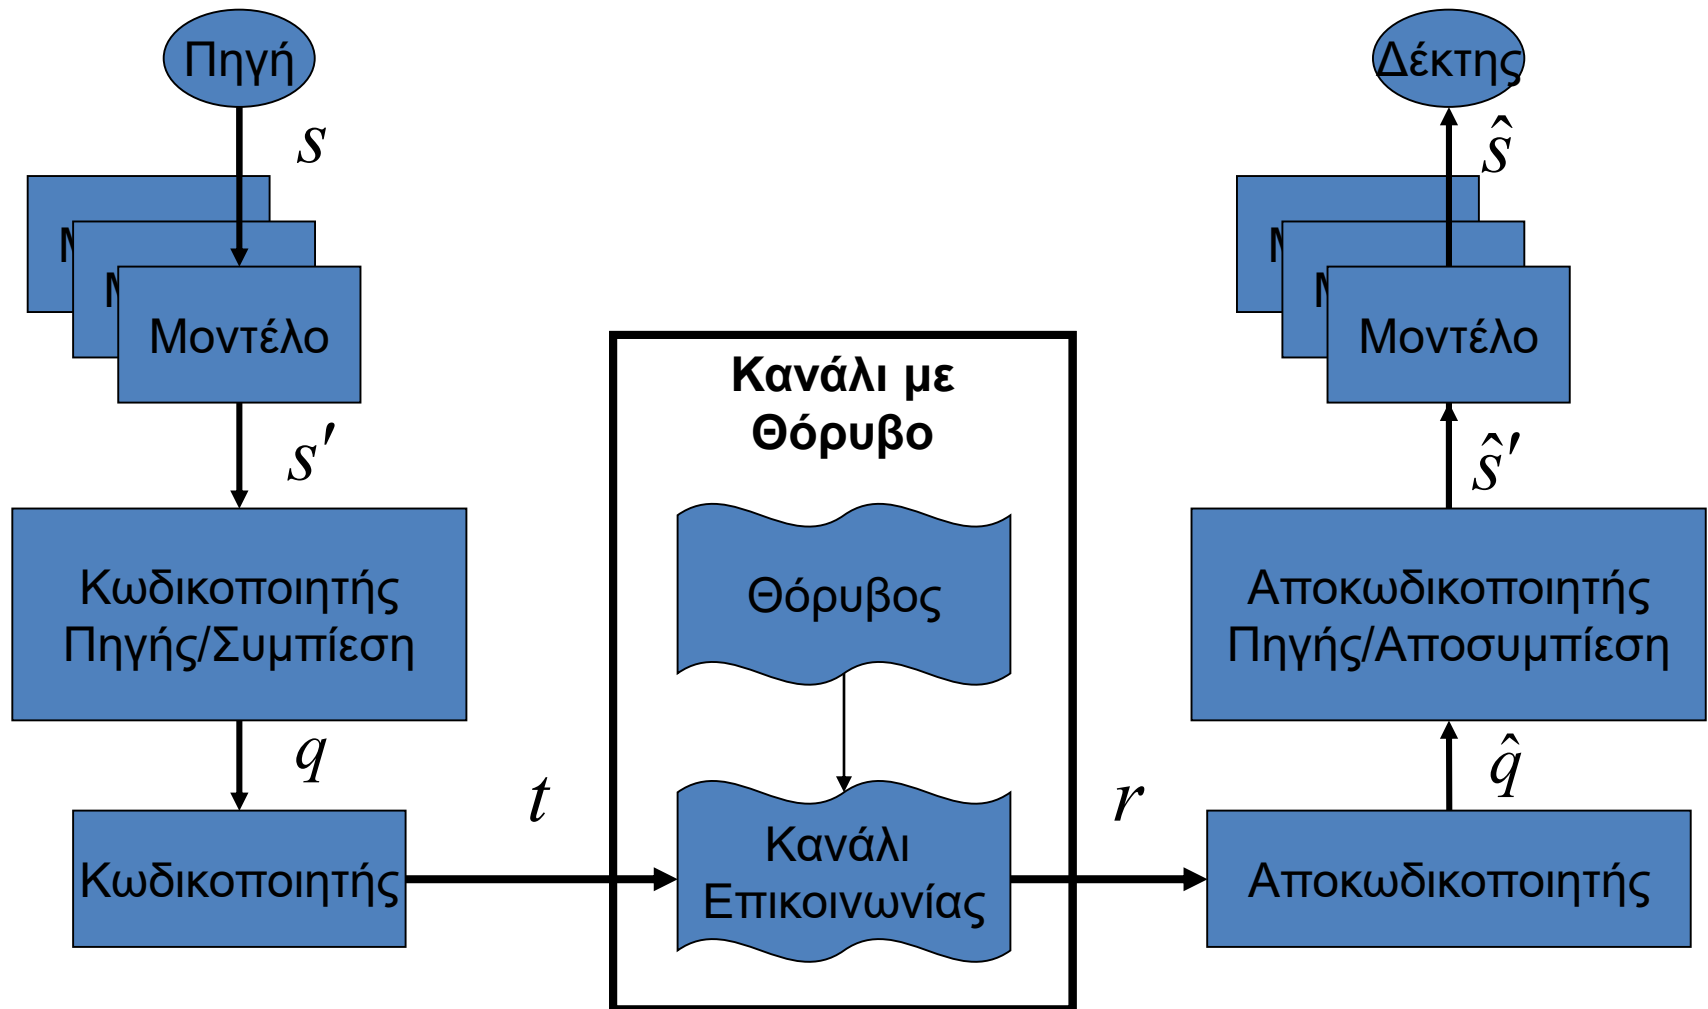 Πηγή
s
Μοντέλο
s′
Κωδικοποιητής
Πηγής/Συμπίεση
q
Κωδικοποιητής
t
Κανάλι με
Θόρυβο
Θόρυβος
Κανάλι
Επικοινωνίας
r
Αποκωδικοποιητής
q̂
Αποκωδικοποιητής
Πηγής/Αποσυμπίεση
ŝ′
Μοντέλο
ŝ
Δέκτης